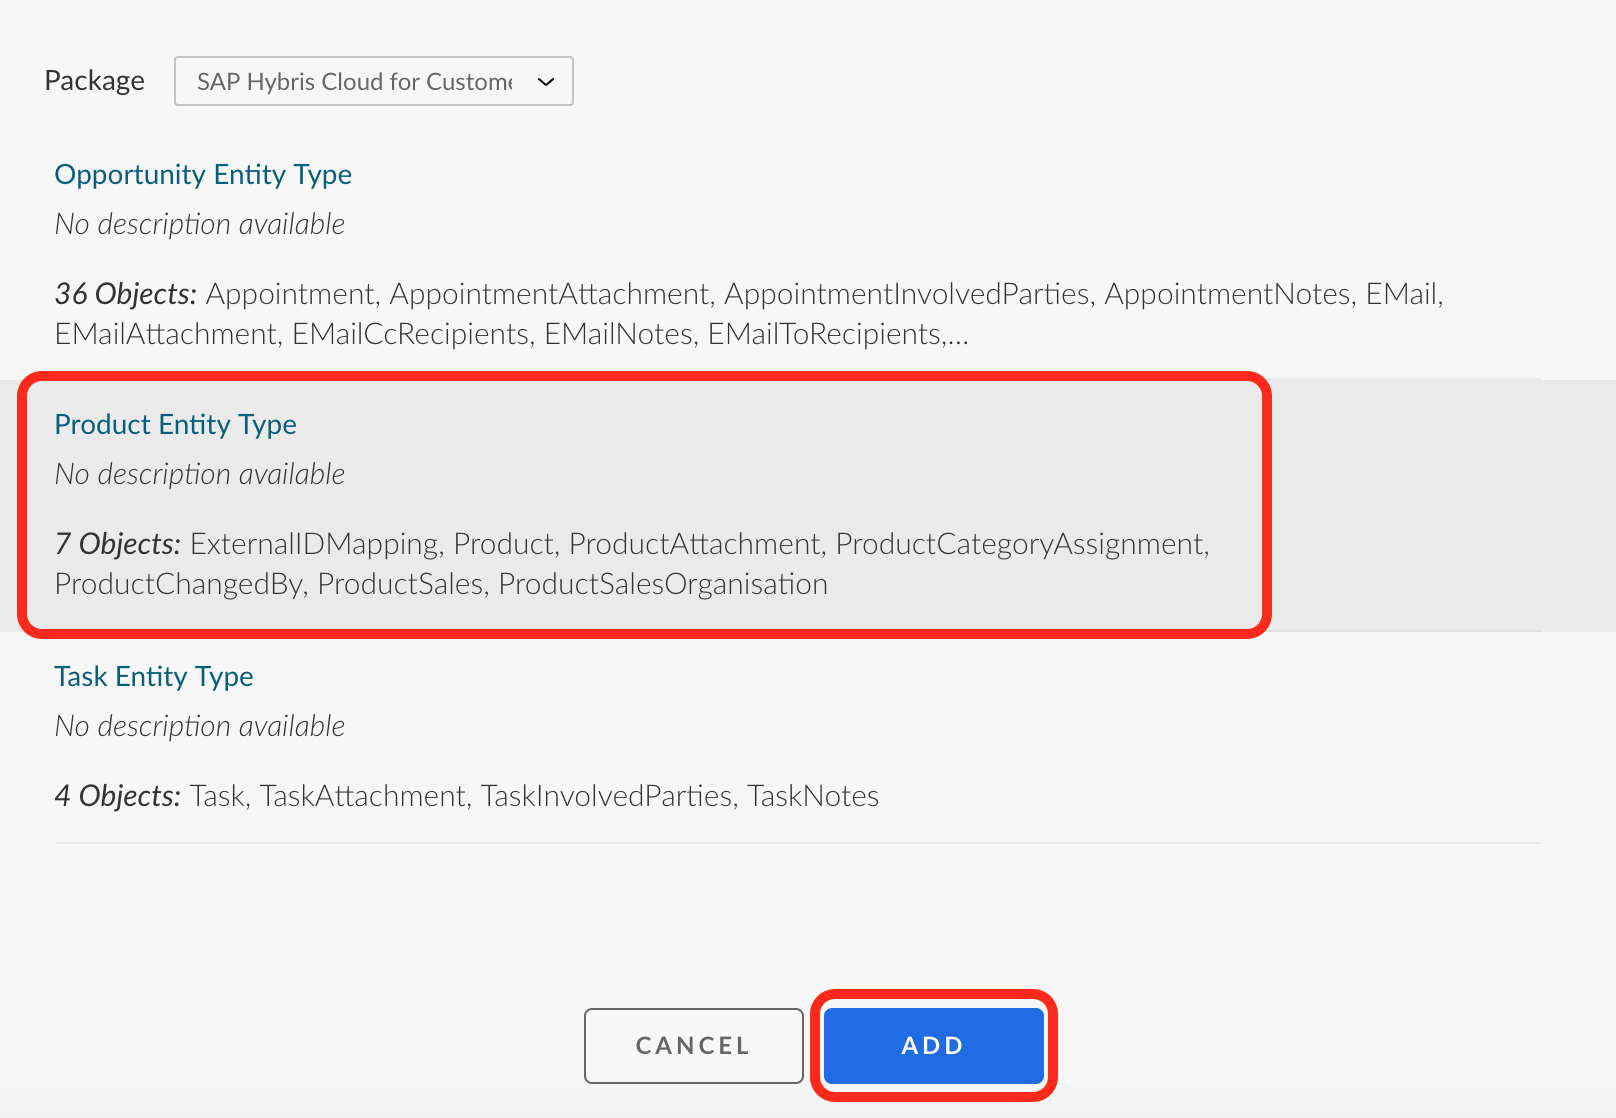 Package SAP Hybris Cloud for Custome
Opportunity Entity Type
No description available
36 Objects: Appointment, AppointmentAttachment, AppointmentInvolvedParties, AppointmentNotes, EMail,
EMailAttachment, EMailCcRecipients, EMailNotes, EMailToRecipients,...
Product Entity Type
No description available
7 Objects: ExternalIDMapping, Product, ProductAttachment, ProductCategoryAssignment,
ProductChangedBy, ProductSales, ProductSalesOrganisation
Task Entity Type
No description available
4 Objects: Task, TaskAttachment, TaskInvolvedParties, TaskNotes
CANCEL ADD